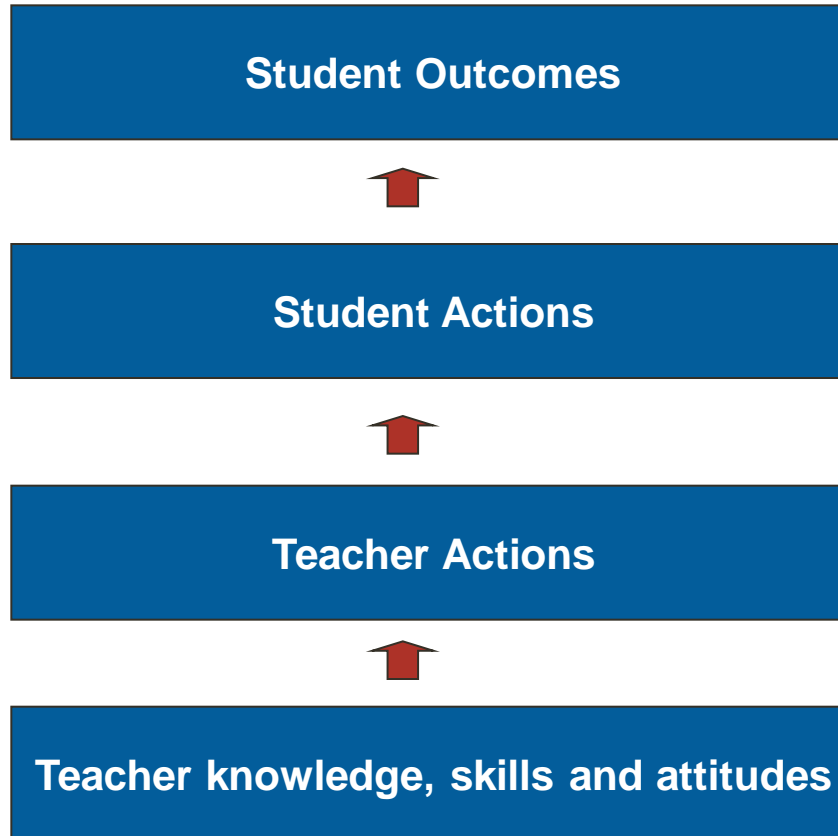 Student Outcomes
Student Actions
Teacher Actions
Teacher knowledge, skills and attitudes